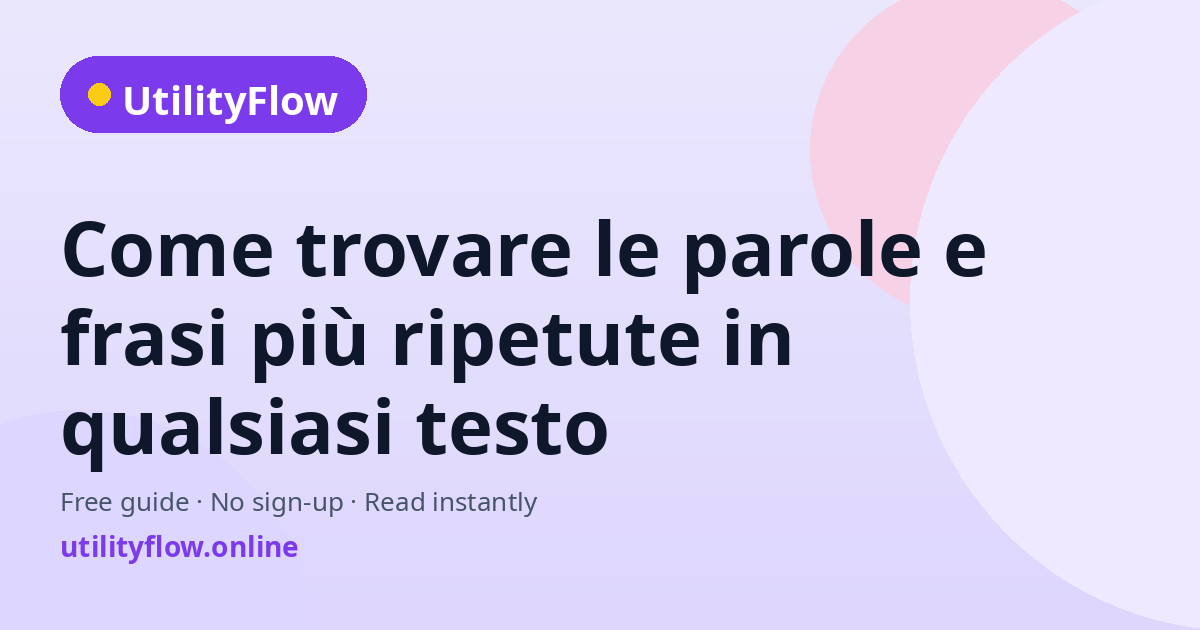 UtilityFlow
Come trovare le parole e
frasi più ripetute in
qualsiasi testo
Free guide · No sign-up · Read instantly
utilityflow.online